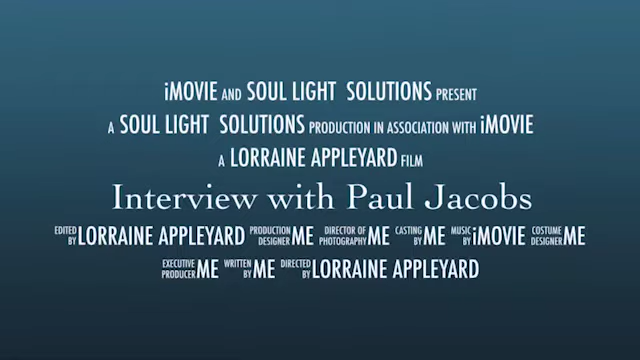 iMOVIE AND SOUL LIGHT SOLUTIONS PRESENT
A SOUL LIGHT SOLUTIONS PRODUCTION IN ASSOCIATION WITH iMOVIE
A LORRAINE APPLEYARD FILM
Interview with Paul Jacobs
EDITED BY LORRAINE APPLEYARD PRODUCTION DESIGNER ME DIRECTOR OF PHOTOGRAPHY ME CASTING BY ME MUSIC BY iMOVIE COSTUME DESIGNER ME
EXECUTIVE PRODUCER ME WRITTEN BY ME DIRECTED BY LORRAINE APPLEYARD